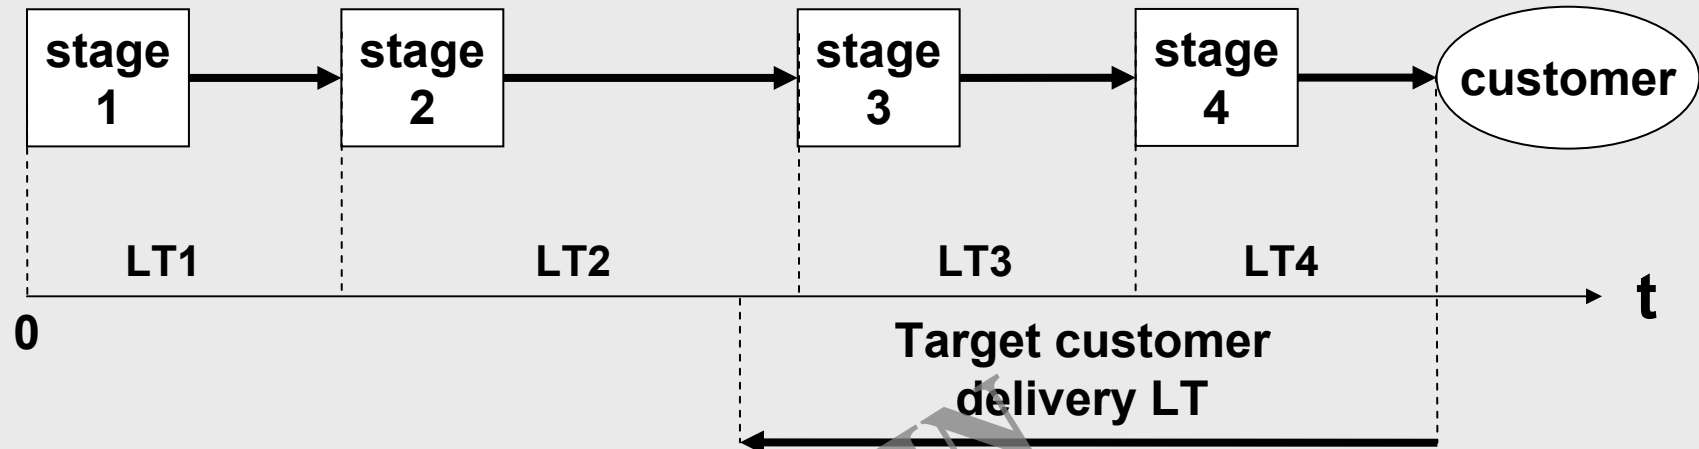 stage
1
stage
2
stage
3
stage
4
customer
LT1
LT2
LT3
LT4
t
0
Target customer
delivery LT